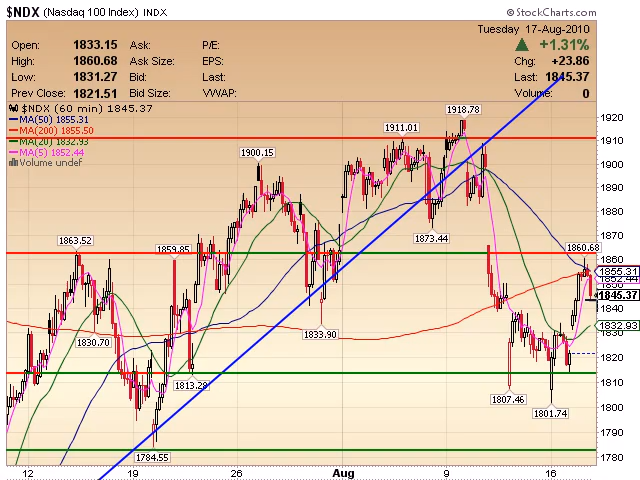 $NDX (Nasdaq 100 Index) INDX © StockCharts.com
Tuesday 17-Aug-2010
Open: 1833.15 Ask: P/E: +1.31%
High: 1860.68 Ask Size: EPS: Chg: +23.86
Low: 1831.27 Bid: Last: Last: 1845.37
Prev Close: 1821.51 Bid Size: VWAP: Volume: 0
$NDX (60 min) 1845.37
MA(50) 1855.31
MA(200) 1855.50
MA(20) 1832.93
MA(5) 1852.44
Volume undef
1918.78
1911.01
1900.15
1873.44
1863.52
1859.85
1860.68
1833.90
1830.70
1813.28
1807.46
1801.74
1784.55
1920
1910
1900
1890
1880
1870
1860
1855.31
1852.44
1850
1845.37
1840
1832.93
1830
1820
1810
1800
1790
1780
12 19 26 Aug 9 16